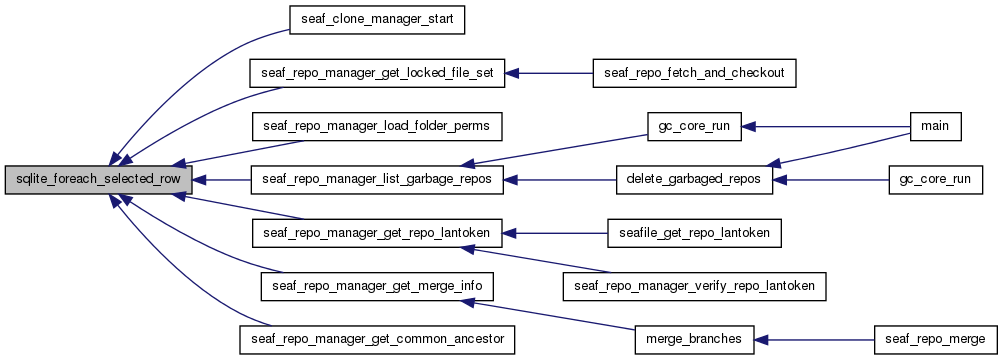 seaf_clone_manager_start
seaf_repo_manager_get_locked_file_set
seaf_repo_fetch_and_checkout
seaf_repo_manager_load_folder_perms
gc_core_run
main
sqlite_foreach_selected_row
seaf_repo_manager_list_garbage_repos
delete_garbaged_repos
gc_core_run
seaf_repo_manager_get_repo_lantoken
seafile_get_repo_lantoken
seaf_repo_manager_get_merge_info
seaf_repo_manager_verify_repo_lantoken
seaf_repo_manager_get_common_ancestor
merge_branches
seaf_repo_merge